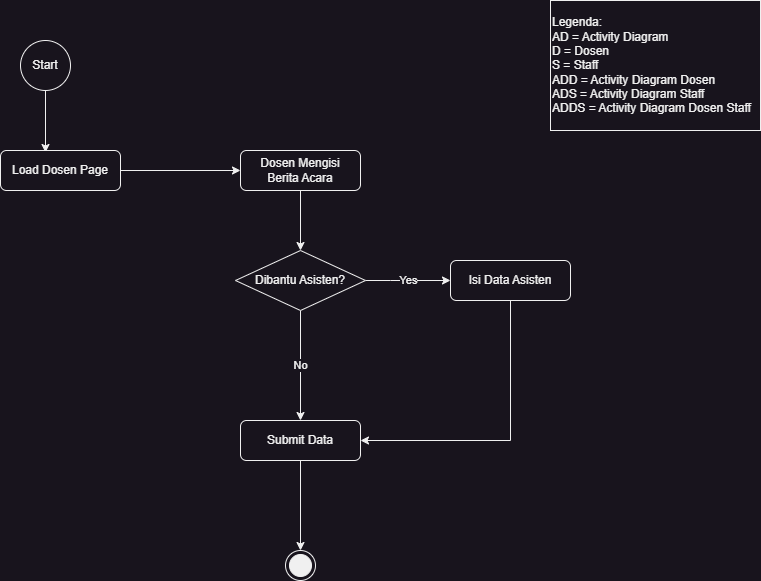 Legenda:
AD = Activity Diagram
D = Dosen
S = Staff
ADD = Activity Diagram Dosen
ADS = Activity Diagram Staff
ADDS = Activity Diagram Dosen Staff
Start
Load Dosen Page
Dosen Mengisi
Berita Acara
Dibantu Asisten?
Yes
Isi Data Asisten
No
Submit Data